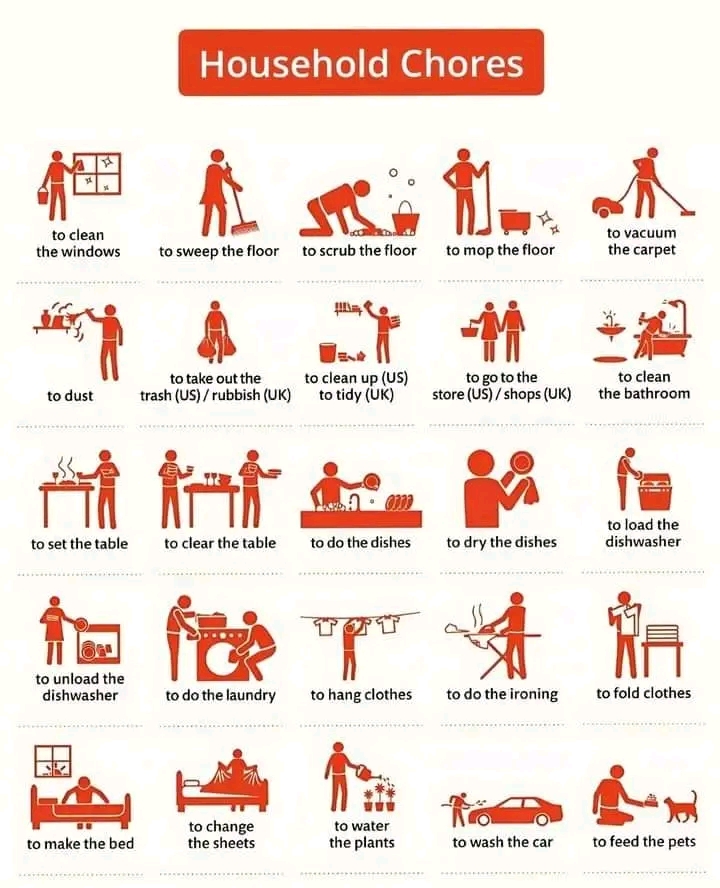 Household Chores
to clean
the windows
to sweep the floor
to scrub the floor
to mop the floor
to vacuum
the carpet
to dust
to take out the
trash (US) / rubbish (UK)
to clean up (US)
to tidy (UK)
to go to the
store (US) / shops (UK)
to clean
the bathroom
to set the table
to clear the table
to do the dishes
to dry the dishes
to load the
dishwasher
to unload the
dishwasher
to do the laundry
to hang clothes
to do the ironing
to fold clothes
to make the bed
to change
the sheets
to water
the plants
to wash the car
to feed the pets